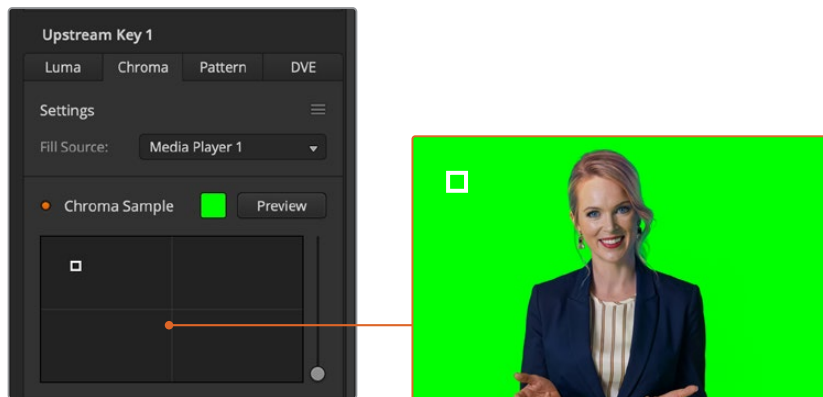 Upstream Key 1
Luma Chroma Pattern DVE
Settings
Fill Source: Media Player 1
Chroma Sample Preview